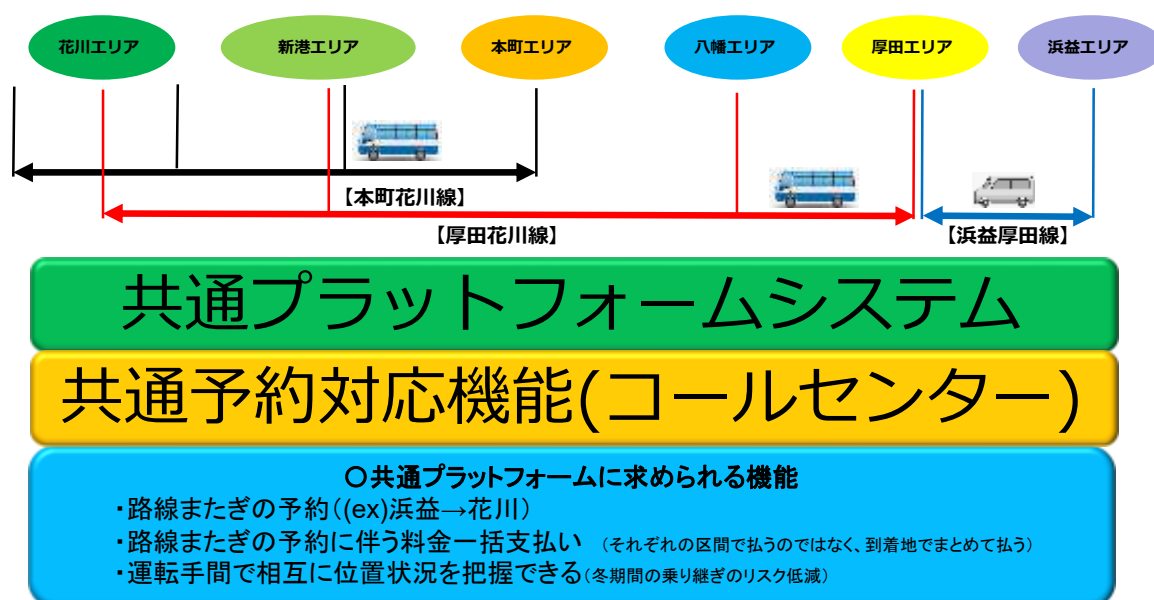 花川エリア
新港エリア
本町エリア
八幡エリア
厚田エリア
浜益エリア
【本町花川線】
【厚田花川線】
【浜益厚田線】
共通プラットフォームシステム
共通予約対応機能(コールセンター)
〇共通プラットフォームに求められる機能
・路線またぎの予約((ex)浜益→花川)
・路線またぎの予約に伴う料金一括支払い (それぞれの区間で払うのではなく、到着地でまとめて払う)
・運転手間で相互に位置状況を把握できる(冬期間の乗り継ぎのリスク低減)